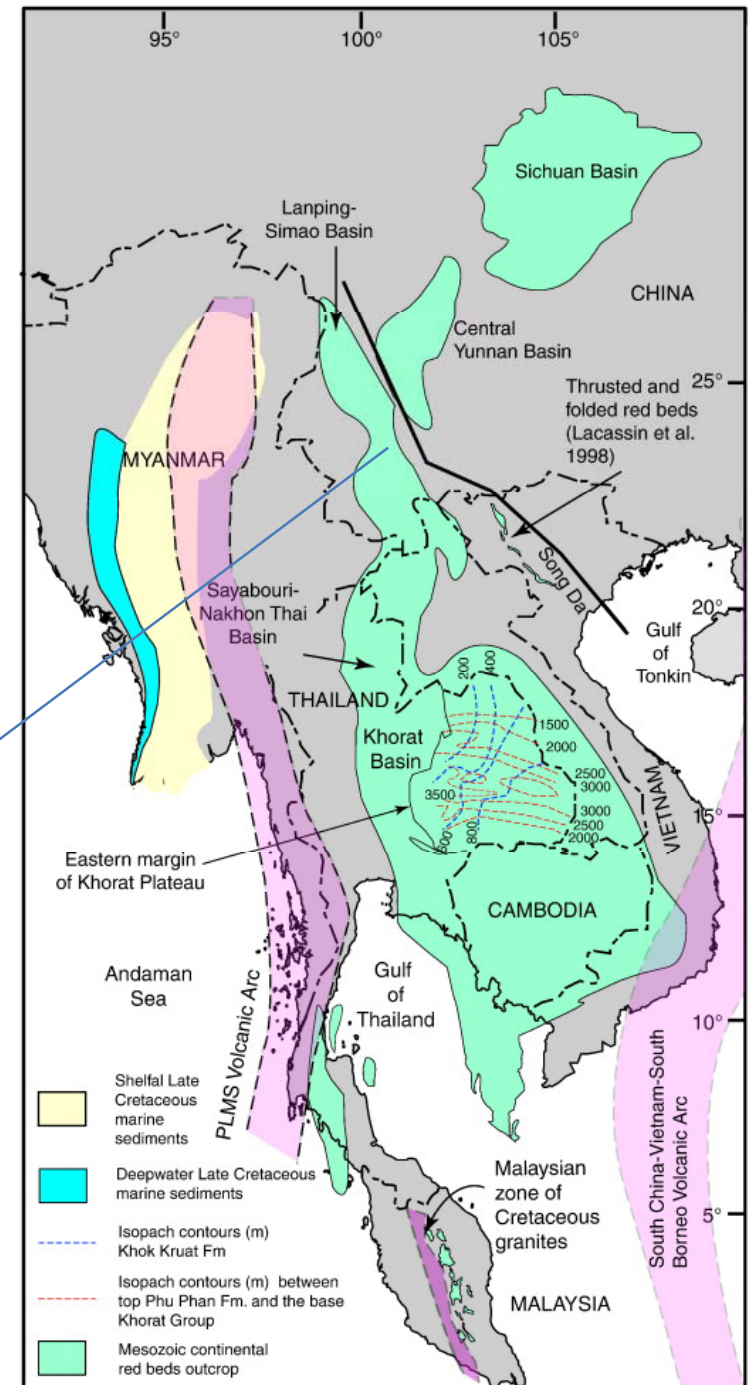 95°
100°
105°
Sichuan Basin
Lanping-
Simao Basin
CHINA
Central
Yunnan Basin
25°
Thrusted and
folded red beds
(Lacassin et al.
1998)
MYANMAR
Song Da
Sayabouri-
Nakhon Thai
Basin
20°
Gulf
of
Tonkin
THAILAND
200
400
Khorat
Basin
1500
2000
2500
3000
3500
3000
2500
2000
600
800
VIETNAM
15°
Eastern margin
of Khorat Plateau
CAMBODIA
Andaman
Sea
Gulf
of
Thailand
10°
PLMS Volcanic Arc
South China-Vietnam-South
Borneo Volcanic Arc
Malaysian
zone of
Cretaceous
granites
5°
MALAYSIA
Shelfal Late
Cretaceous
marine
sediments
Deepwater Late Cretaceous
marine sediments
Isopach contours (m)
Khok Kruat Fm
Isopach contours (m) between
top Phu Phan Fm. and the base
Khorat Group
Mesozoic continental
red beds outcrop